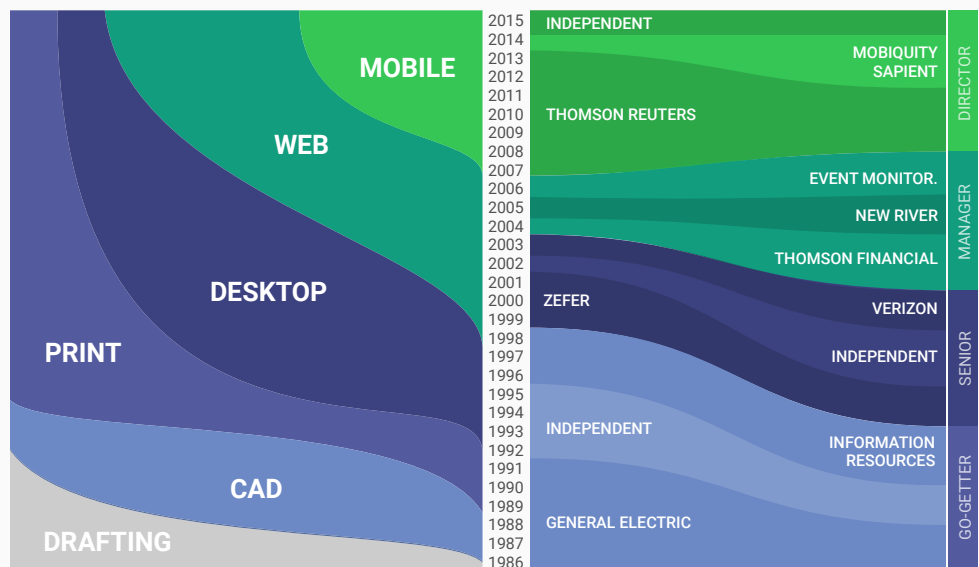 MOBILE
WEB
DESKTOP
PRINT
CAD
DRAFTING
2015
2014
2013
2012
2011
2010
2009
2008
2007
2006
2005
2004
2003
2002
2001
2000
1999
1998
1997
1996
1995
1994
1993
1992
1991
1990
1989
1988
1987
1986
INDEPENDENT
MOBIQUITY
SAPIENT
THOMSON REUTERS
EVENT MONITOR.
NEW RIVER
THOMSON FINANCIAL
ZEFER
VERIZON
INDEPENDENT
INDEPENDENT
INFORMATION
RESOURCES
GENERAL ELECTRIC
DIRECTOR
MANAGER
SENIOR
GO-GETTER